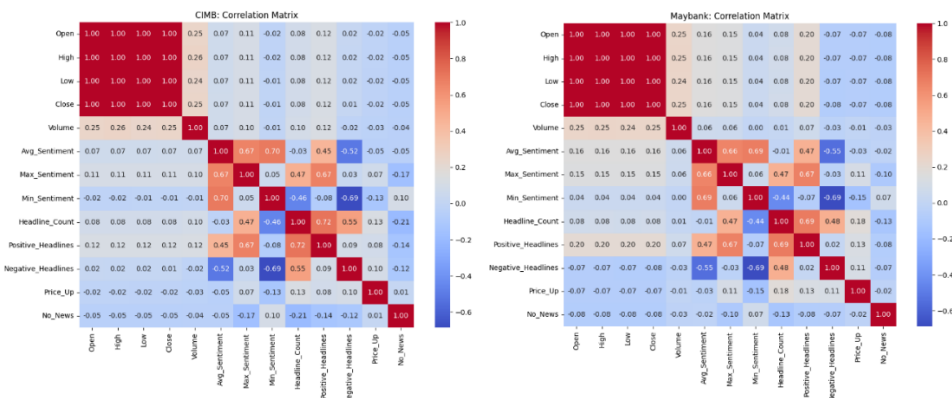 CIMB: Correlation Matrix
Open 1.00 1.00 1.00 1.00 0.25 0.07 0.11 -0.02 0.08 0.12 0.02 -0.02 -0.05
High 1.00 1.00 1.00 1.00 0.26 0.07 0.11 -0.02 0.08 0.12 0.02 -0.02 -0.05
Low 1.00 1.00 1.00 1.00 0.24 0.07 0.11 -0.01 0.08 0.12 0.02 -0.02 -0.05
Close 1.00 1.00 1.00 1.00 0.25 0.07 0.11 -0.01 0.08 0.12 0.01 -0.02 -0.05
Volume 0.25 0.26 0.24 0.25 1.00 0.07 0.10 -0.01 0.10 0.12 -0.02 -0.03 -0.04
Avg_Sentiment 0.07 0.07 0.07 0.07 0.07 1.00 0.67 0.70 -0.03 0.45 -0.52 -0.05 -0.05
Max_Sentiment 0.11 0.11 0.11 0.11 0.10 0.67 1.00 0.05 0.47 0.67 0.03 0.07 -0.17
Min_Sentiment -0.02 -0.02 -0.01 -0.01 -0.01 0.70 0.05 1.00 -0.46 -0.08 -0.69 -0.13 0.10
Headline_Count 0.08 0.08 0.08 0.08 0.10 -0.03 0.47 -0.46 1.00 0.72 0.55 0.13 -0.21
Positive_Headlines 0.12 0.12 0.12 0.12 0.12 0.45 0.67 -0.08 0.72 1.00 0.09 0.08 -0.14
Negative_Headlines 0.02 0.02 0.02 0.01 -0.02 -0.52 0.03 -0.69 0.55 0.09 1.00 0.10 -0.12
Price_Up -0.02 -0.02 -0.02 -0.02 -0.03 -0.05 0.07 -0.13 0.13 0.08 0.10 1.00 0.01
No_News -0.05 -0.05 -0.05 -0.05 -0.04 -0.05 -0.17 0.10 -0.21 -0.14 -0.12 0.01 1.00
Open High Low Close Volume Avg_Sentiment Max_Sentiment Min_Sentiment Headline_Count Positive_Headlines egative_Headlines Price_Up No_News
1.0
0.8
0.6
0.4
0.2
0.0
-0.2
-0.4
-0.6
Maybank: Correlation Matrix
Open 1.00 1.00 1.00 1.00 0.25 0.16 0.15 0.04 0.08 0.20 -0.07 -0.07 -0.08
High 1.00 1.00 1.00 1.00 0.25 0.16 0.15 0.04 0.08 0.20 -0.07 -0.07 -0.08
Low 1.00 1.00 1.00 1.00 0.24 0.16 0.15 0.04 0.08 0.20 -0.07 -0.07 -0.08
Close 1.00 1.00 1.00 1.00 0.25 0.16 0.15 0.04 0.08 0.20 -0.08 -0.07 -0.08
Volume 0.25 0.25 0.24 0.25 1.00 0.06 0.06 0.00 0.01 0.07 -0.03 -0.01 -0.03
Avg_Sentiment 0.16 0.16 0.16 0.16 0.06 1.00 0.66 0.69 -0.01 0.47 -0.55 -0.03 -0.02
Max_Sentiment 0.15 0.15 0.15 0.15 0.06 0.66 1.00 0.06 0.47 0.67 -0.03 0.11 -0.10
Min_Sentiment 0.04 0.04 0.04 0.04 0.00 0.69 0.06 1.00 -0.44 -0.07 -0.69 -0.15 0.07
Headline_Count 0.08 0.08 0.08 0.08 0.01 -0.01 0.47 -0.44 1.00 0.69 0.48 0.18 -0.13
Positive_Headlines 0.20 0.20 0.20 0.20 0.07 0.47 0.67 -0.07 0.69 1.00 0.02 0.13 -0.08
Negative_Headlines -0.07 -0.07 -0.07 -0.08 -0.03 -0.55 -0.03 -0.69 0.48 0.02 1.00 0.11 -0.07
Price_Up -0.07 -0.07 -0.07 -0.07 -0.01 -0.03 0.11 -0.15 0.18 0.13 0.11 1.00 -0.02
No_News -0.08 -0.08 -0.08 -0.08 -0.03 -0.02 -0.10 0.07 -0.13 -0.08 -0.07 -0.02 1.00
Open High Low Close Volume Avg_Sentiment Max_Sentiment Min_Sentiment Headline_Count Positive_Headlines egative_Headlines Price_Up No_News
1.0
0.8
0.6
0.4
0.2
0.0
-0.2
-0.4
-0.6